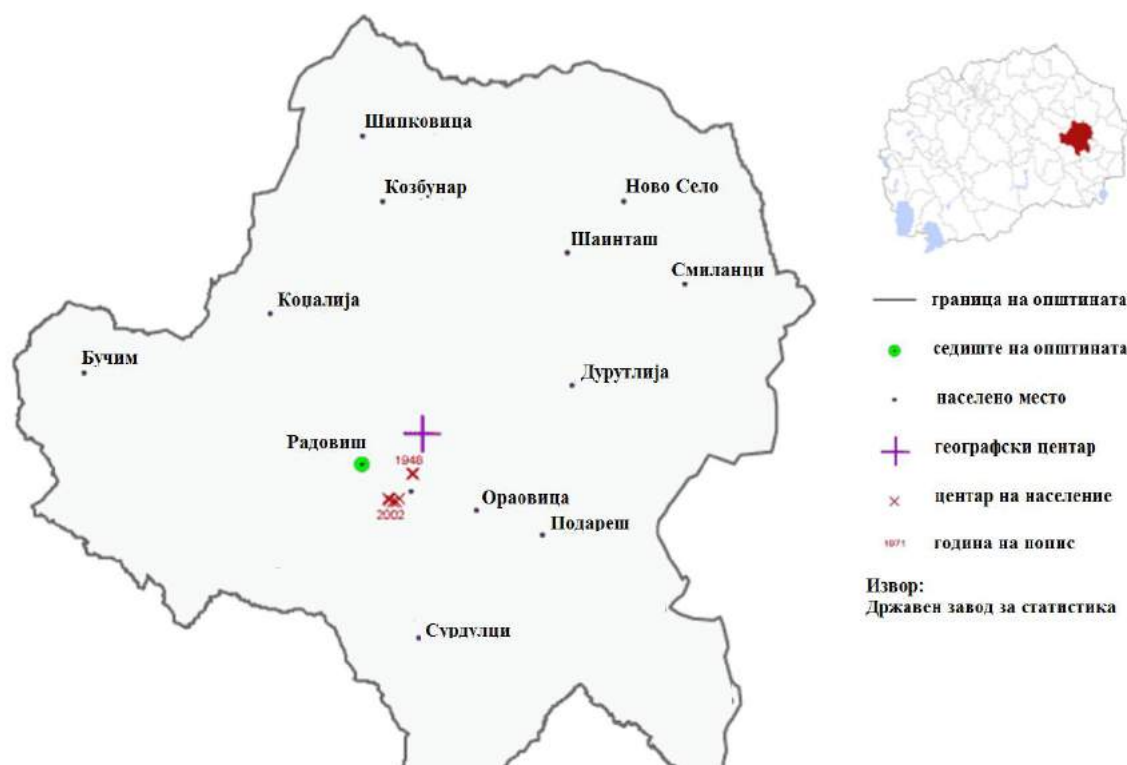 Шипковица
Козбунар
Ново Село
Шаинташ
Смиланци
Коџалија
Бучим
Дурутлија
Радовиш
1948
2002
Ораовица
Подареш
Сурдулци
граница на општината
седиште на општината
населено место
географски центар
центар на население
1971 година на попис
Извор:
Државен завод за статистика